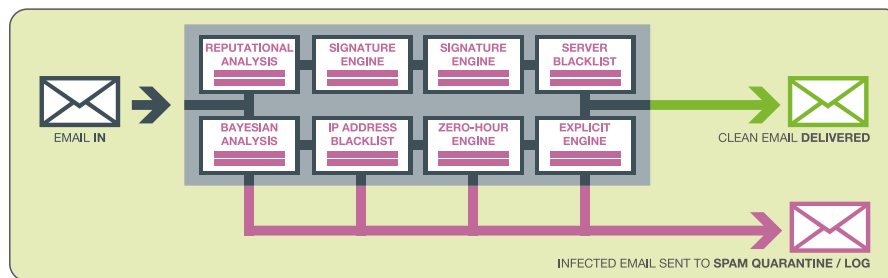 REPUTATIONAL
ANALYSIS
SIGNATURE
ENGINE
SIGNATURE
ENGINE
SERVER
BLACKLIST
EMAIL IN
BAYESIAN
ANALYSIS
IP ADDRESS
BLACKLIST
ZERO-HOUR
ENGINE
EXPLICIT
ENGINE
CLEAN EMAIL DELIVERED
INFECTED EMAIL SENT TO SPAM QUARANTINE / LOG